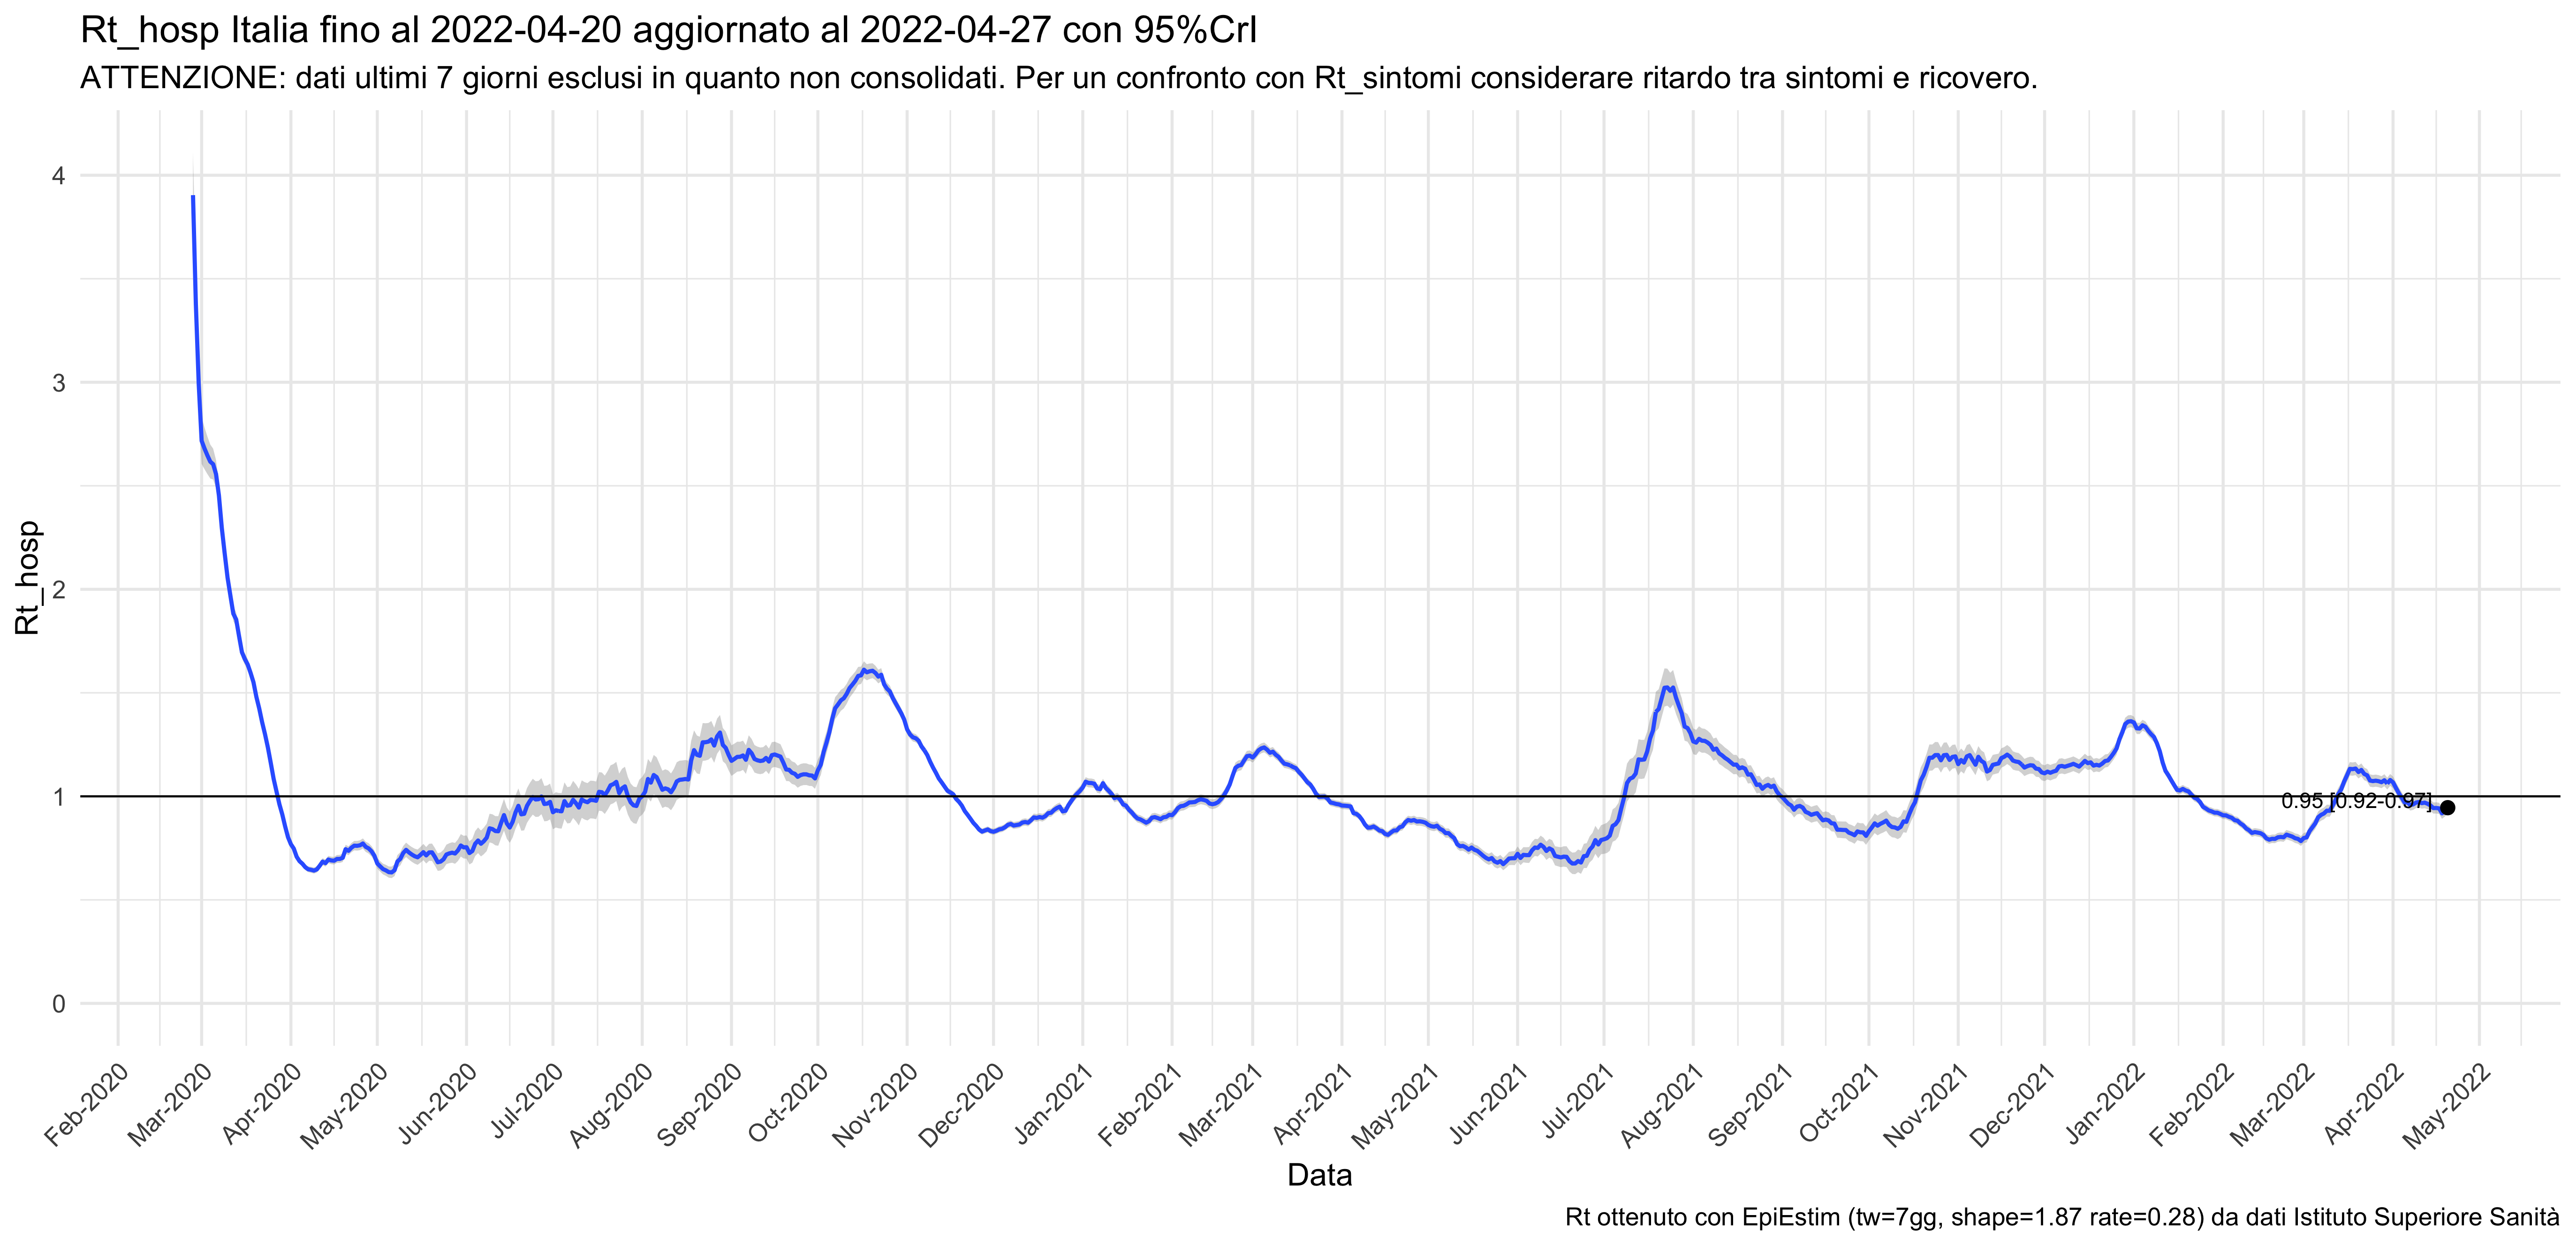 Rt_hosp Italia fino al 2022-04-20 aggiornato al 2022-04-27 con 95%CrI
ATTENZIONE: dati ultimi 7 giorni esclusi in quanto non consolidati. Per un confronto con Rt_sintomi considerare ritardo tra sintomi e ricovero.
4
3
2
1
0
Rt_hosp
0.95 [0.92-0.97]
Feb-2020
Mar-2020
Apr-2020
May-2020
Jun-2020
Jul-2020
Aug-2020
Sep-2020
Oct-2020
Nov-2020
Dec-2020
Jan-2021
Feb-2021
Mar-2021
Apr-2021
May-2021
Jun-2021
Jul-2021
Aug-2021
Sep-2021
Oct-2021
Nov-2021
Dec-2021
Jan-2022
Feb-2022
Mar-2022
Apr-2022
May-2022
Data
Rt ottenuto con EpiEstim (tw=7gg, shape=1.87 rate=0.28) da dati Istituto Superiore Sanità